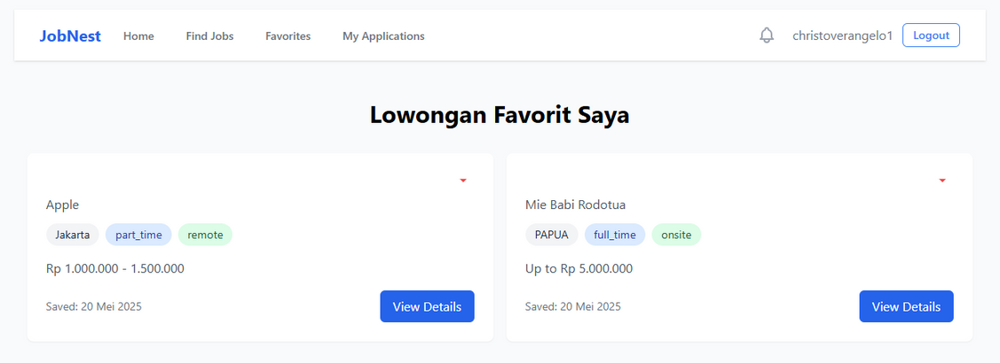 JobNest Home Find Jobs Favorites My Applications christoverangelo1 Logout
Lowongan Favorit Saya
Apple
Jakarta part_time remote
Rp 1.000.000 - 1.500.000
Saved: 20 Mei 2025 View Details
Mie Babi Rodotua
PAPUA full_time onsite
Up to Rp 5.000.000
Saved: 20 Mei 2025 View Details